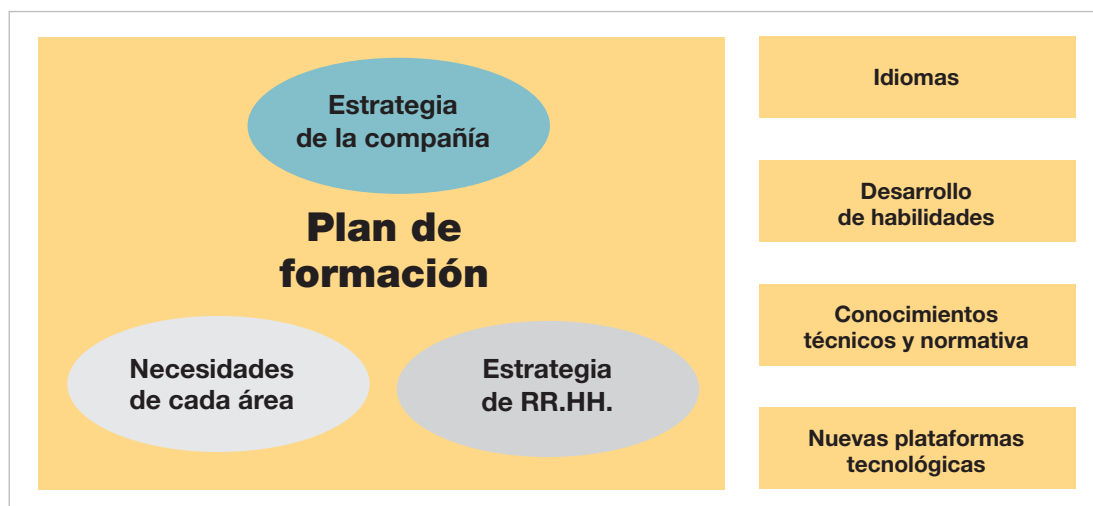 Estrategia
de la compañía
Plan de
formación
Necesidades
de cada área
Estrategia
de RR.HH.
Idiomas
Desarrollo
de habilidades
Conocimientos
técnicos y normativa
Nuevas plataformas
tecnológicas